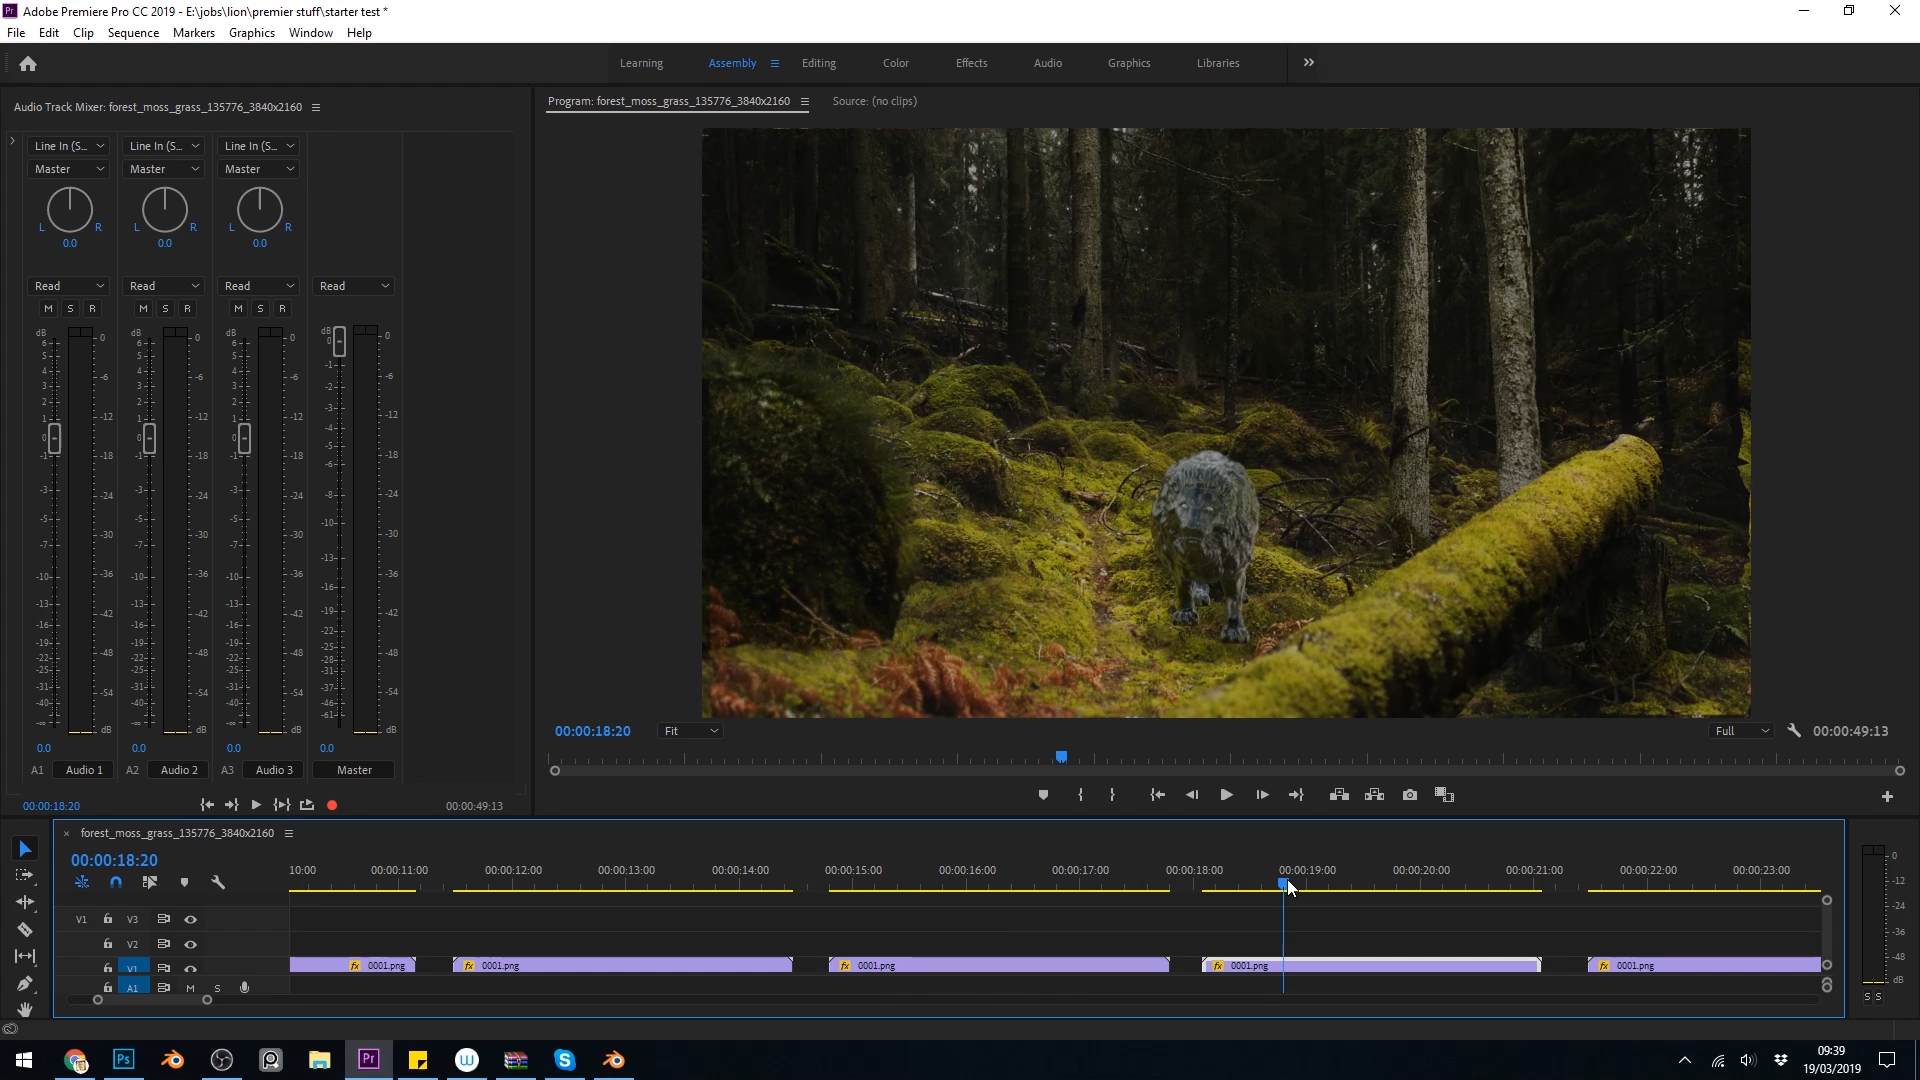 Adobe Premiere Pro CC 2019 - E:\jobs\lion\premier stuff\starter test *
File Edit Clip Sequence Markers Graphics Window Help
Learning Assembly Editing Color Effects Audio Graphics Libraries
Audio Track Mixer: forest_moss_grass_135776_3840x2160
Program: forest_moss_grass_135776_3840x2160 Source: (no clips)
Line In (S... Line In (S... Line In (S...
Master Master Master
L R L R L R
0.0 0.0 0.0
Read Read Read Read
M S R M S R M S R
dB 6 5 4 3 2 1 0 -1 -3 -5 -7 -10 -13 -16 -19 -22 -25 -31 -40 -∞
0 -6 -12 -18 -24 -30 -36 -42 -48 -54 dB
dB 6 5 4 3 2 1 0 -1 -3 -5 -7 -10 -13 -16 -19 -22 -25 -31 -40 -∞
0 -6 -12 -18 -24 -30 -36 -42 -48 -54 dB
dB 6 5 4 3 2 1 0 -1 -3 -5 -7 -10 -13 -16 -19 -22 -25 -31 -40 -∞
0 -6 -12 -18 -24 -30 -36 -42 -48 -54 dB
dB 0 -1 -2 -3 -4 -5 -6 -8 -10 -13 -16 -19 -22 -25 -28 -31 -37 -46 -61
0 -6 -12 -18 -24 -30 -36 -42 -48 -54 dB
0.0 0.0 0.0 0.0
A1 Audio 1 A2 Audio 2 A3 Audio 3 Master
00:00:18:20 00:00:49:13
00:00:18:20 Fit Full 00:00:49:13
forest_moss_grass_135776_3840x2160
00:00:18:20
10:00 00:00:11:00 00:00:12:00 00:00:13:00 00:00:14:00 00:00:15:00 00:00:16:00 00:00:17:00 00:00:18:00 00:00:19:00 00:00:20:00 00:00:21:00 00:00:22:00 00:00:23:00
V1 V3
V2
V1 fx 0001.png fx 0001.png fx 0001.png fx 0001.png fx 0001.png
A1 M S
0 -12 -24 -36 -48 dB
S S
09:39
19/03/2019